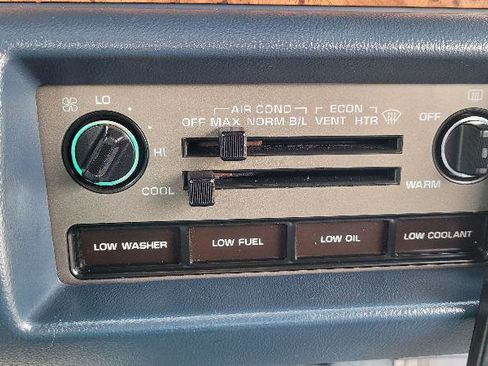 LO
AIR COND ECON
OFF MAX NORM B/L VENT HTR
OFF
HI
COOL WARM
LOW WASHER LOW FUEL LOW OIL LOW COOLANT